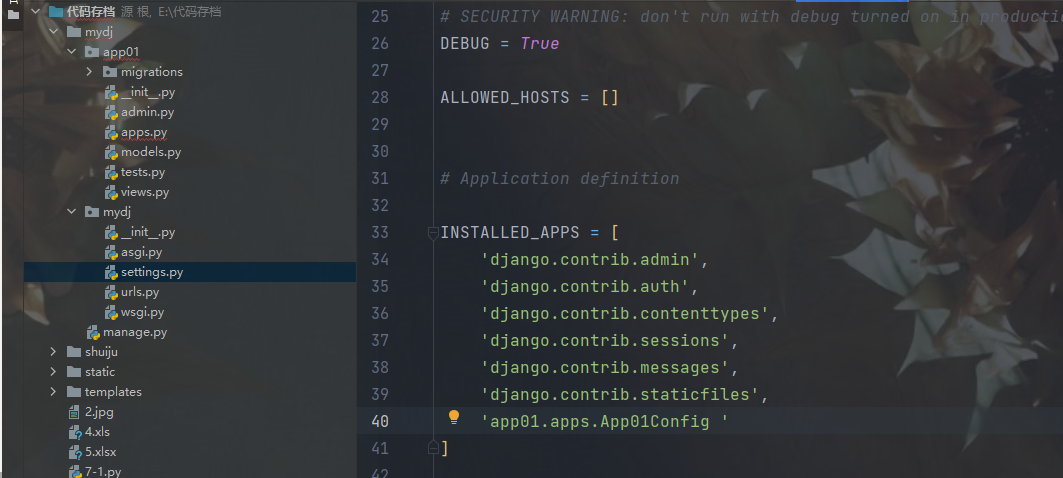 代码存档 源 根, E:\代码存档
mydj
app01
migrations
__init__.py
admin.py
apps.py
models.py
tests.py
views.py
mydj
__init__.py
asgi.py
settings.py
urls.py
wsgi.py
manage.py
shuiju
static
templates
2.jpg
4.xls
5.xlsx
7-1.py
25 # SECURITY WARNING: don't run with debug turned on in productio
26 DEBUG = True
27
28 ALLOWED_HOSTS = []
29
30
31 # Application definition
32
33 INSTALLED_APPS = [
34 'django.contrib.admin',
35 'django.contrib.auth',
36 'django.contrib.contenttypes',
37 'django.contrib.sessions',
38 'django.contrib.messages',
39 'django.contrib.staticfiles',
40 'app01.apps.App01Config '
41 ]
42